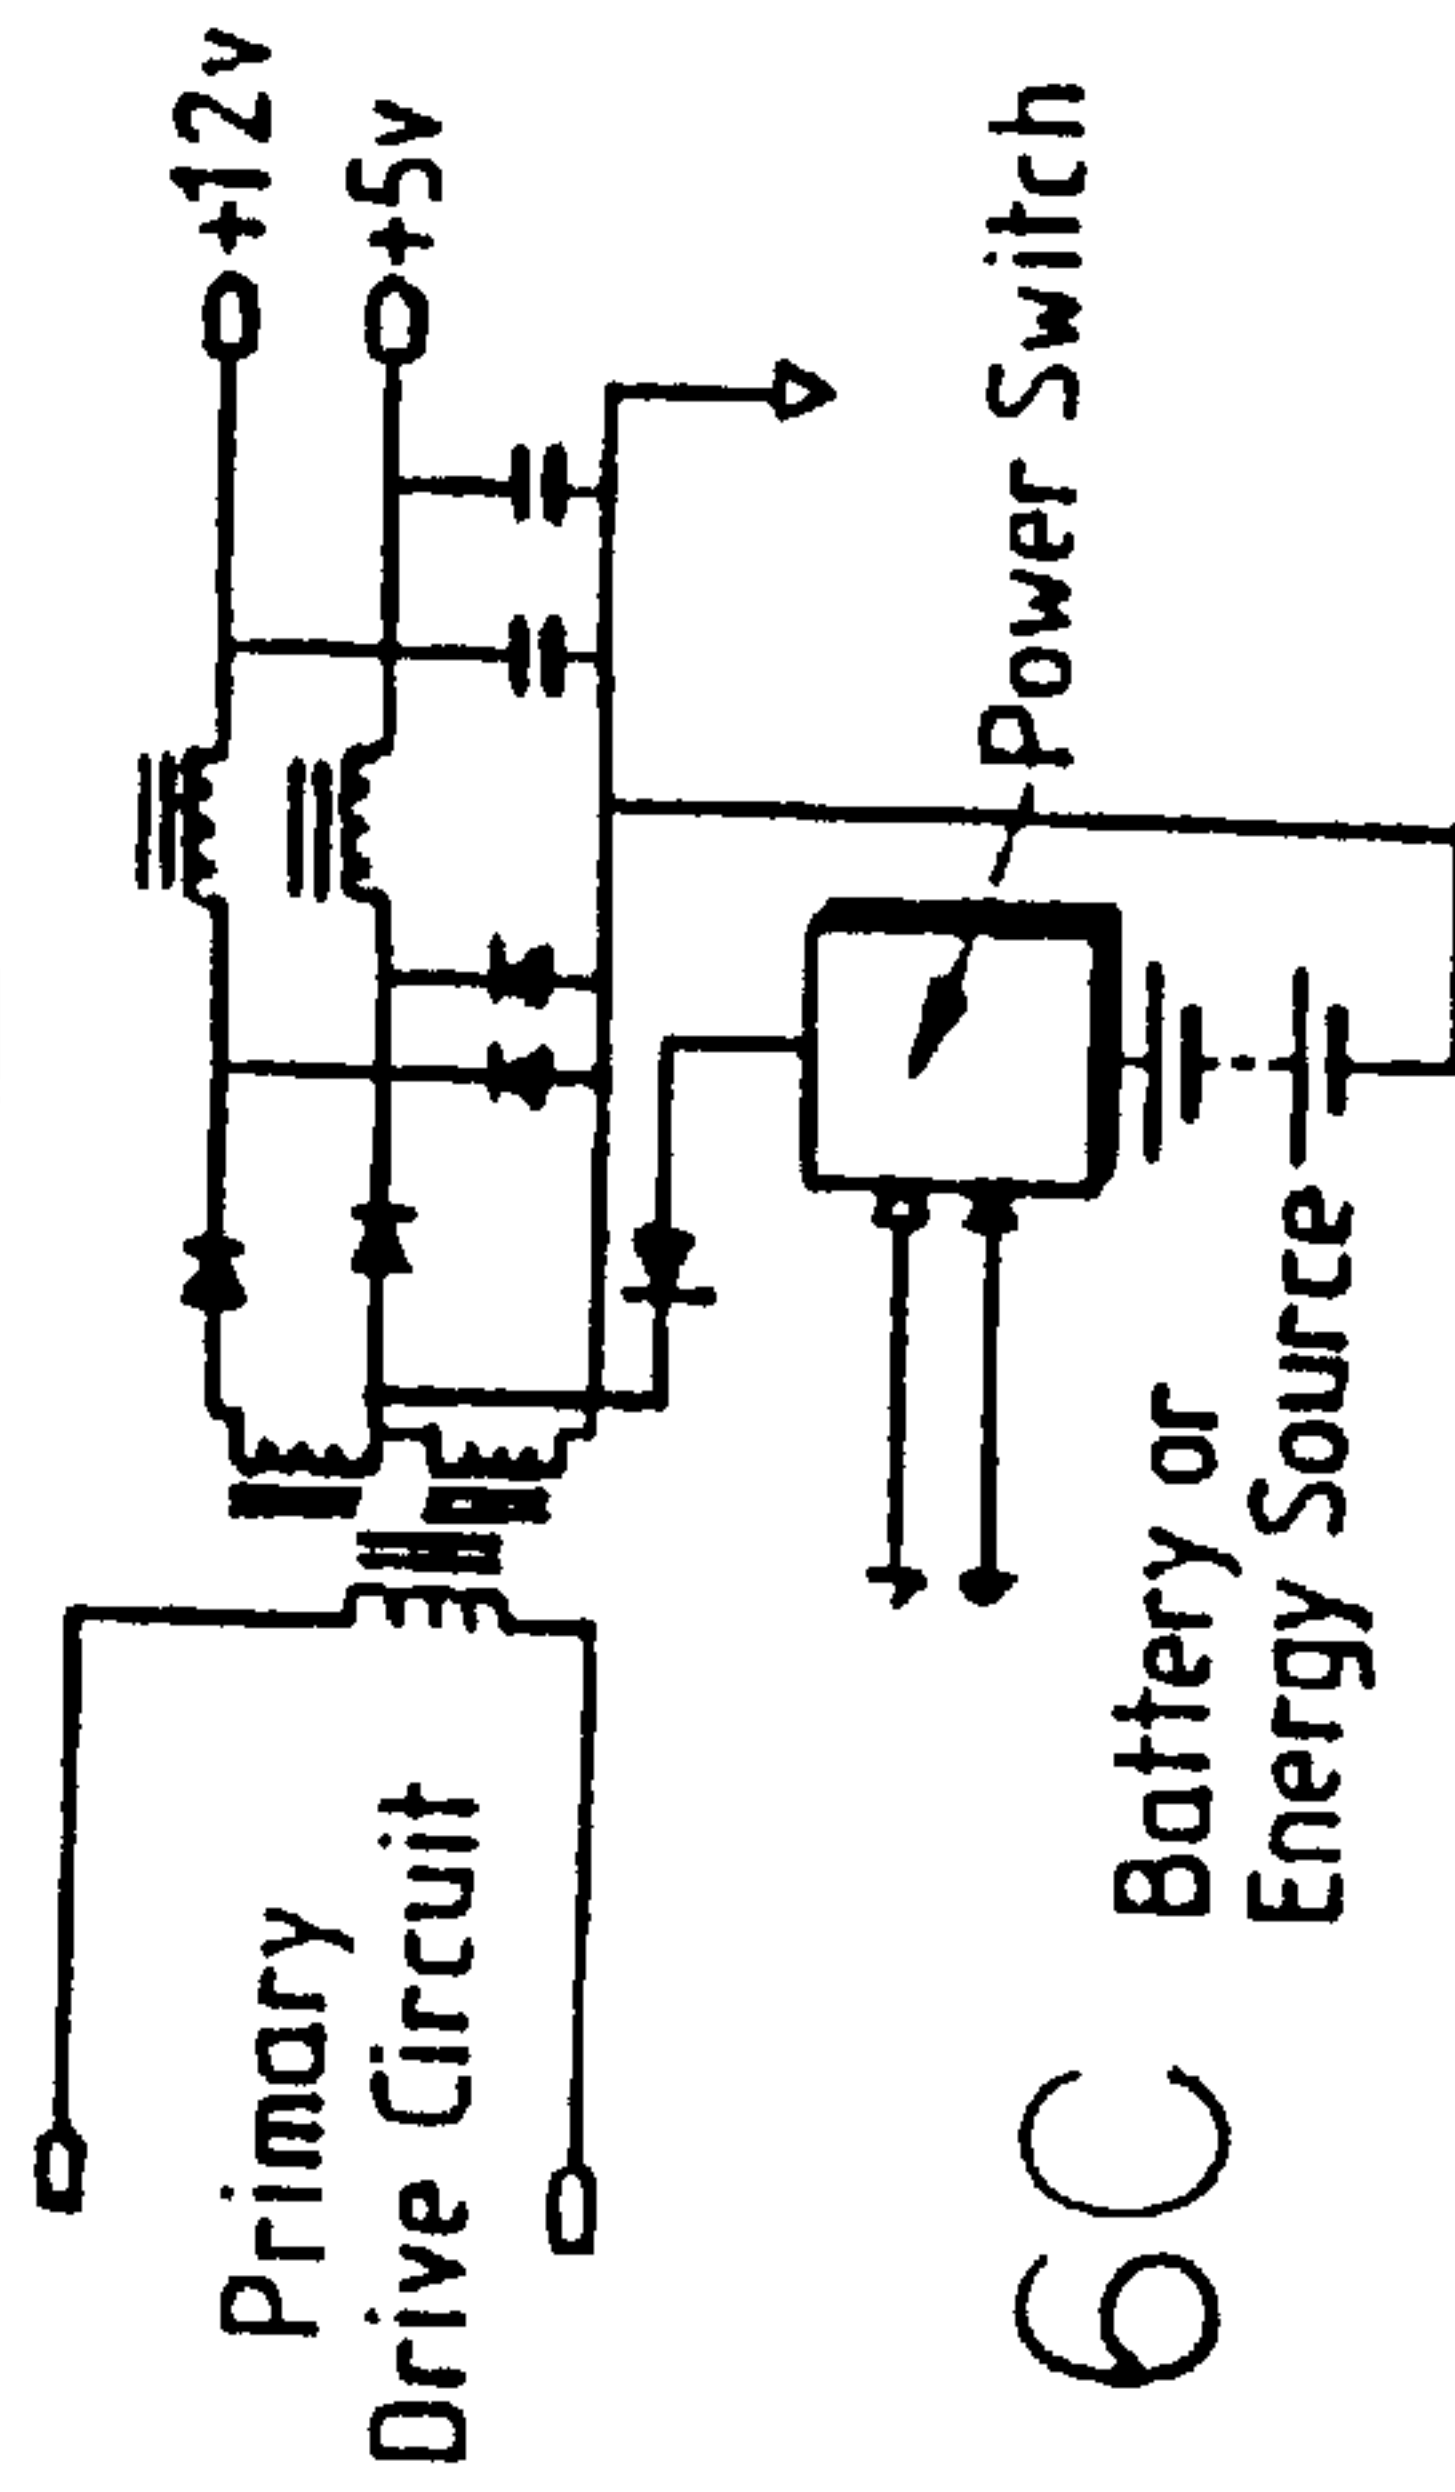 +12v
+5v
Primary
Drive Circuit
Power Switch
Battery or
Energy Source
6C